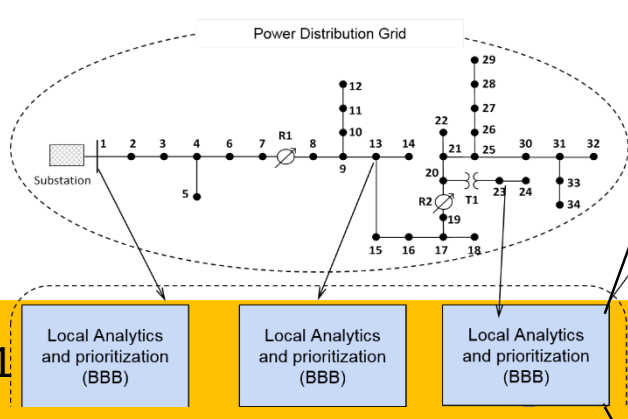 Power Distribution Grid
29
12
28
11
27
22
R1
10
26
1
2
3
4
6
7
8
13
14
21
25
30
31
32
9
20
Substation
5
R2
T1
23
24
33
19
34
15
16
17
18
1
Local Analytics
and prioritization
(BBB)
Local Analytics
and prioritization
(BBB)
Local Analytics
and prioritization
(BBB)